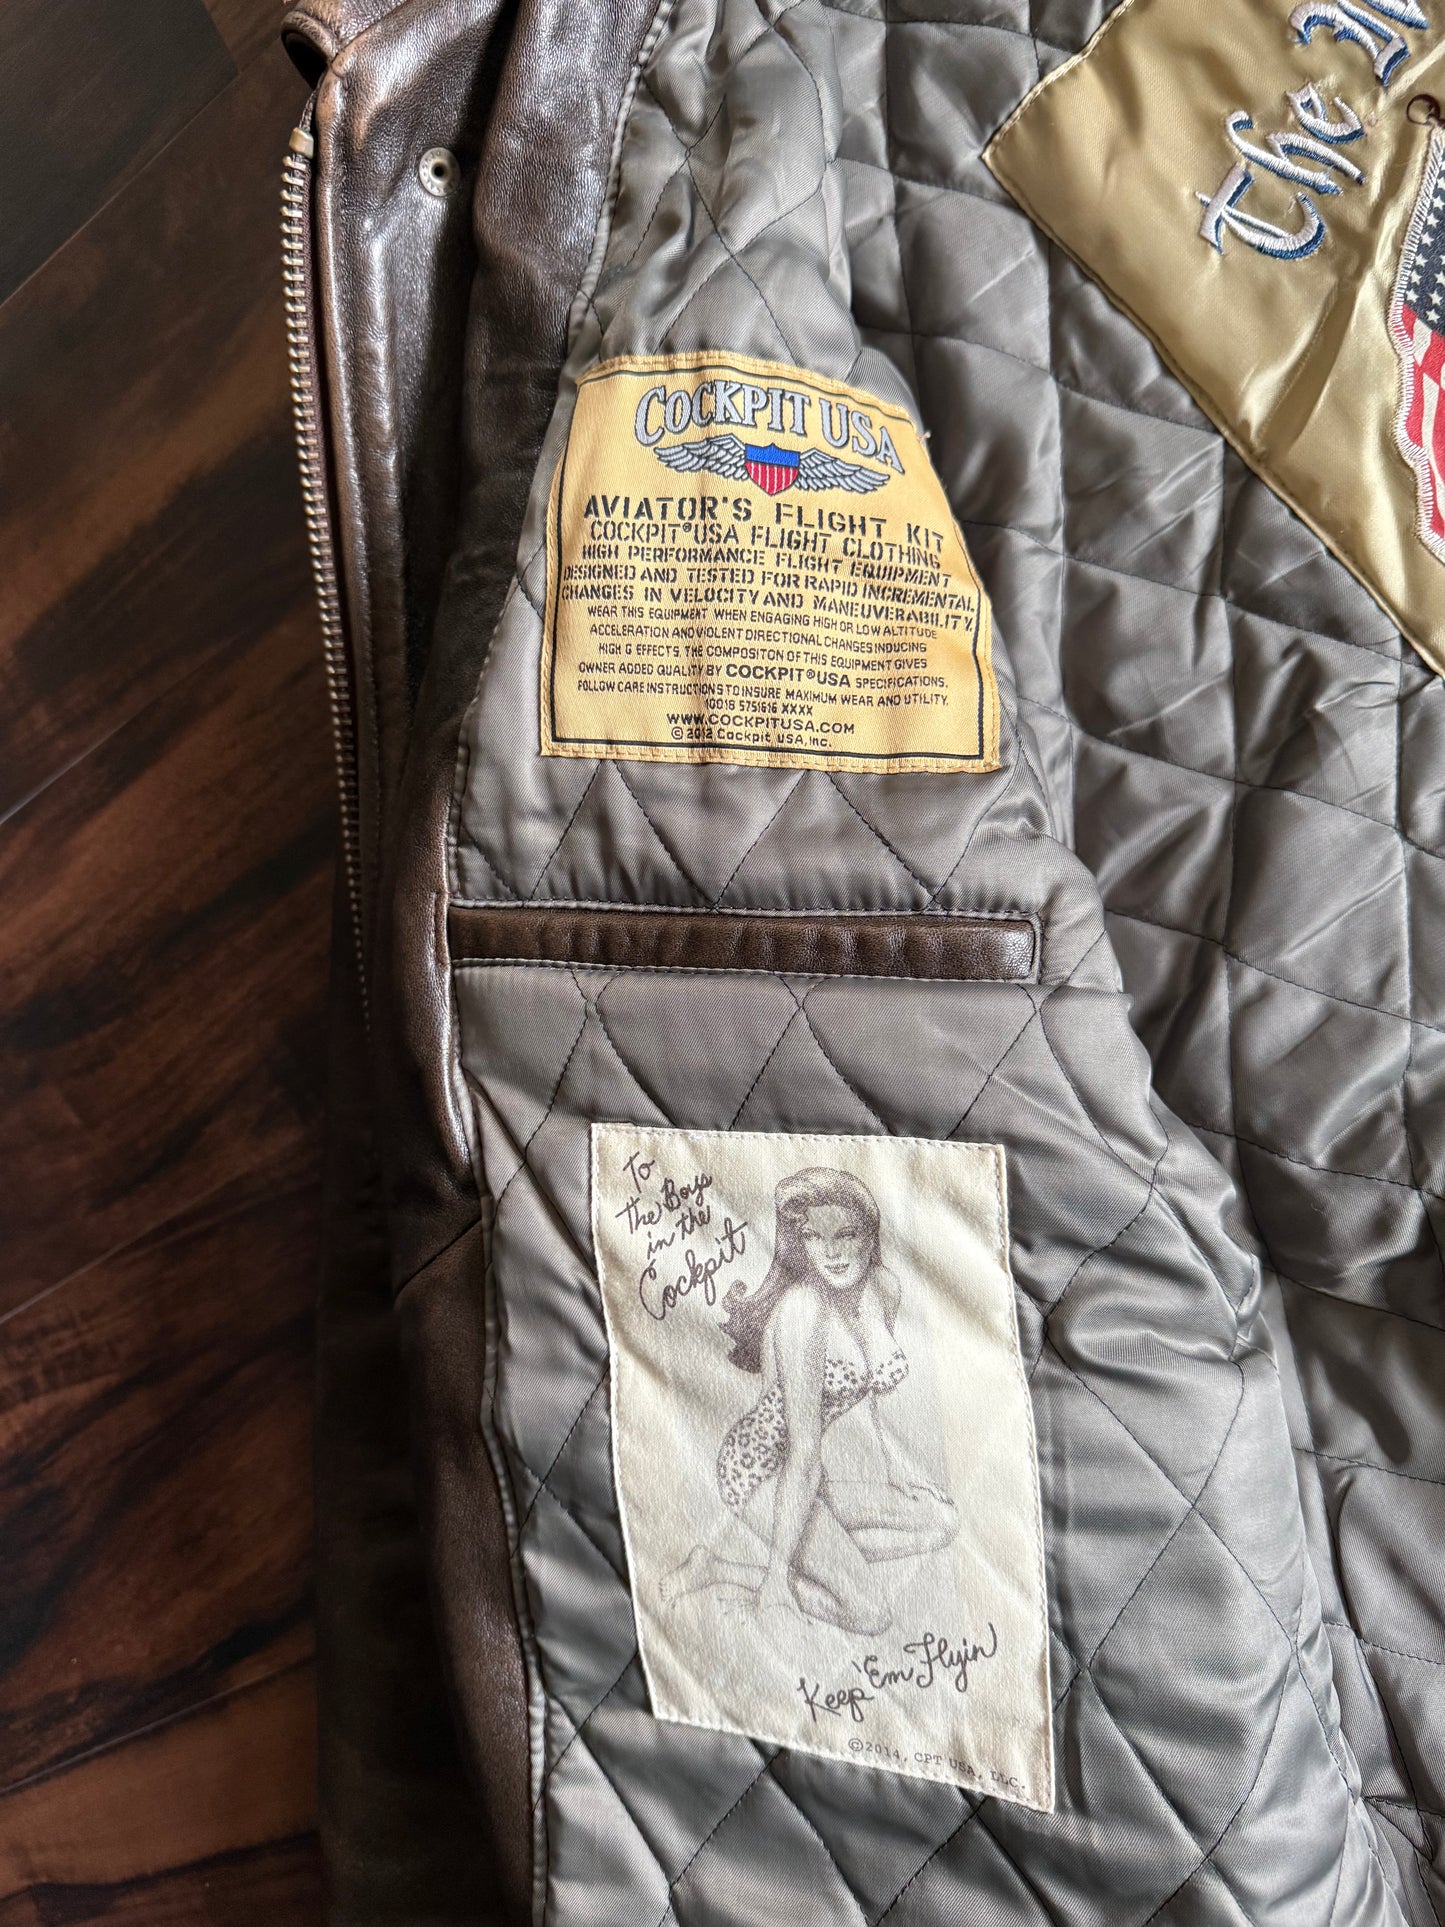 The
COCKPIT USA
AVIATOR'S FLIGHT KIT
COCKPIT®USA FLIGHT CLOTHING
HIGH PERFORMANCE FLIGHT EQUIPMENT
DESIGNED AND TESTED FOR RAPID INCREMENTAL
CHANGES IN VELOCITY AND MANEUVERABILITY.
WEAR THIS EQUIPMENT WHEN ENGAGING HIGH OR LOW ALTITUDE
ACCELERATION AND VIOLENT DIRECTIONAL CHANGES INDUCING
HIGH G EFFECTS. THE COMPOSITON OF THIS EQUIPMENT GIVES
OWNER ADDED QUALITY BY COCKPIT®USA SPECIFICATIONS.
FOLLOW CARE INSTRUCTIONS TO INSURE MAXIMUM WEAR AND UTILITY.
10018 5751616 XXXX
WWW.COCKPITUSA.COM
© 2012 Cockpit USA, Inc.
To
The Boys
in the
Cockpit
Keep 'Em Flyin
©2014, CPT USA, LLC.